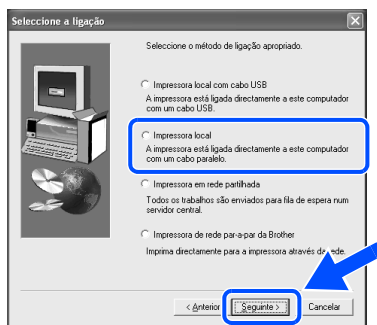 Seleccione a ligação
Seleccione o método de ligação apropriado.
Impressora local com cabo USB
A impressora está ligada directamente a este computador
com um cabo USB.
Impressora local
A impressora está ligada directamente a este computador
com um cabo paralelo.
Impressora em rede partilhada
Todos os trabalhos são enviados para fila de espera num
servidor central.
Impressora de rede par-a-par da Brother
Imprima directamente para a impressora através da rede.
< Anterior
Seguinte >
Cancelar